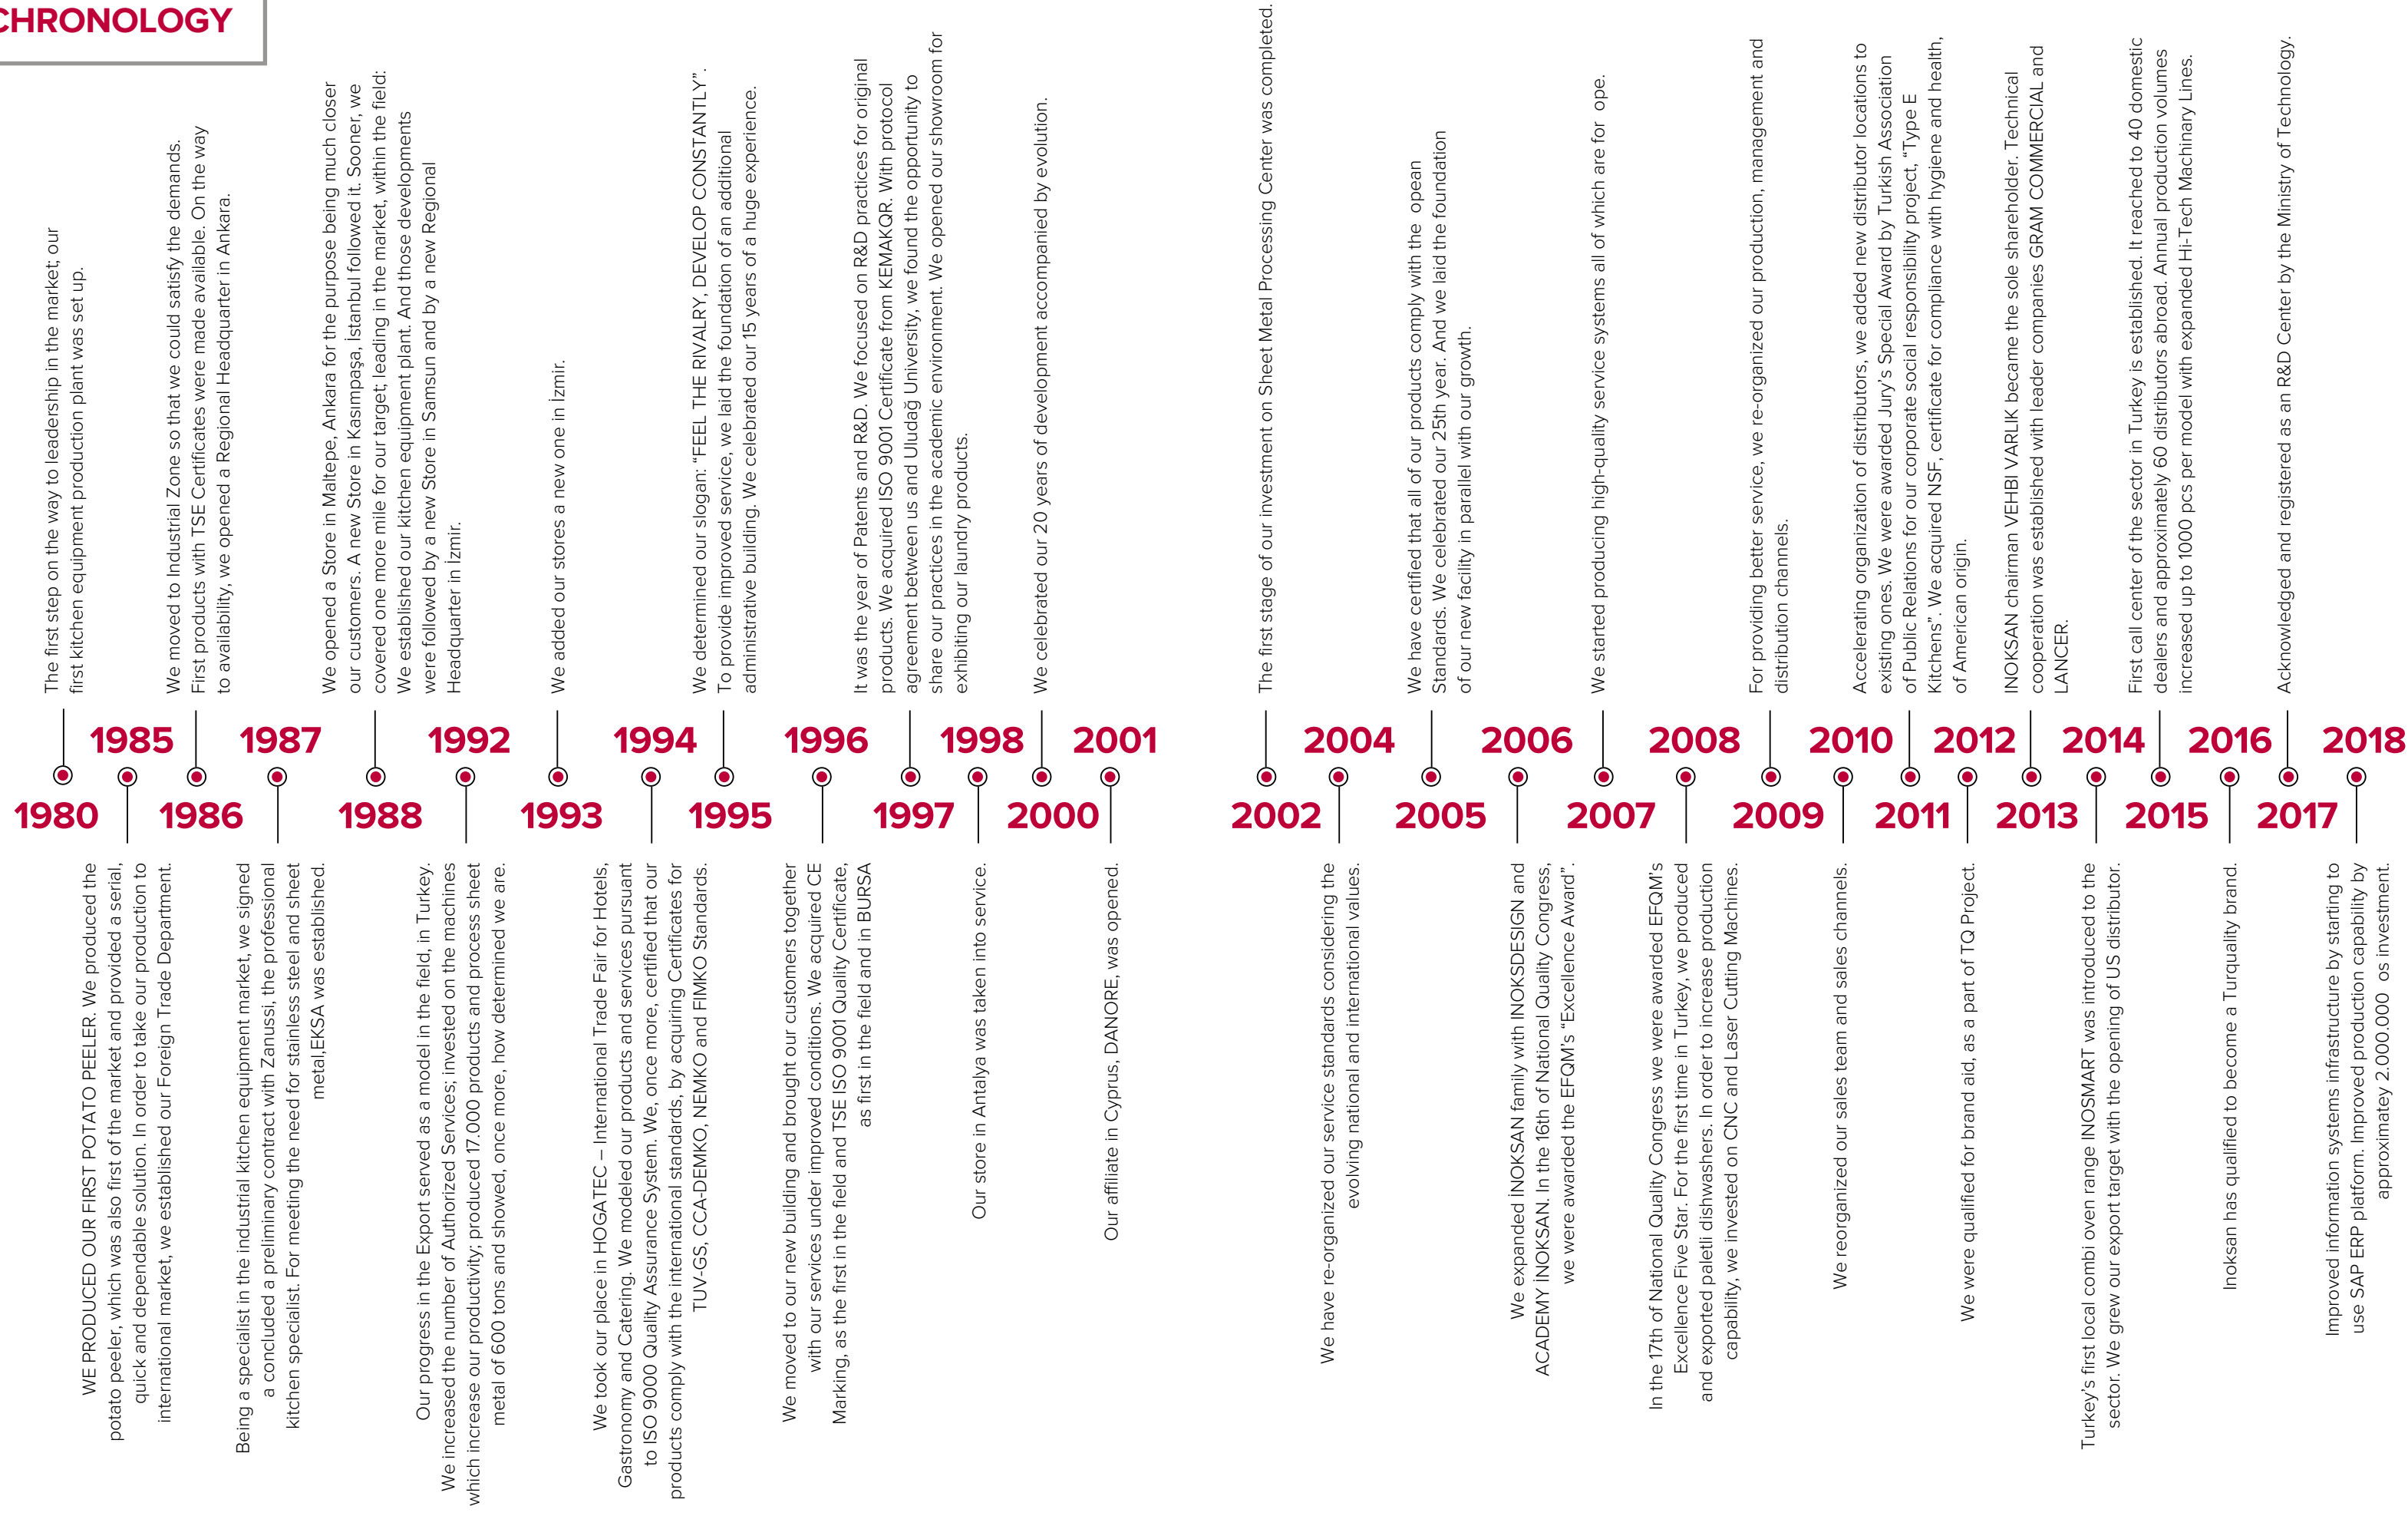 CHRONOLOGY
1980
The first step on the way to leadership in the market; our
first kitchen equipment production plant was set up.
1985
WE PRODUCED OUR FIRST POTATO PEELER. We produced the
potato peeler, which was also first of the market and provided a serial,
quick and dependable solution. In order to take our production to
international market, we established our Foreign Trade Department.
1986
We moved to Industrial Zone so that we could satisfy the demands.
First products with TSE Certificates were made available. On the way
to availability, we opened a Regional Headquarter in Ankara.
1987
Being a specialist in the industrial kitchen equipment market, we signed
a concluded a preliminary contract with Zanussi, the professional
kitchen specialist. For meeting the need for stainless steel and sheet
metal,EKSA was established.
1988
We opened a Store in Maltepe, Ankara for the purpose being much closer
our customers. A new Store in Kasımpaşa, İstanbul followed it. Sooner, we
covered one more mile for our target; leading in the market, within the field:
We established our kitchen equipment plant. And those developments
were followed by a new Store in Samsun and by a new Regional
Headquarter in İzmir.
1992
Our progress in the Export served as a model in the field, in Turkey.
We increased the number of Authorized Services; invested on the machines
which increase our productivity; produced 17.000 products and process sheet
metal of 600 tons and showed, once more, how determined we are.
1993
We added our stores a new one in İzmir.
1994
We took our place in HOGATEC – International Trade Fair for Hotels,
Gastronomy and Catering. We modeled our products and services pursuant
to ISO 9000 Quality Assurance System. We, once more, certified that our
products comply with the international standards, by acquiring Certificates for
TUV-GS, CCA-DEMKO, NEMKO and FIMKO Standards.
1995
We determined our slogan: “FEEL THE RIVALRY, DEVELOP CONSTANTLY”.
To provide improved service, we laid the foundation of an additional
administrative building. We celebrated our 15 years of a huge experience.
1996
We moved to our new building and brought our customers together
with our services under improved conditions. We acquired CE
Marking, as the first in the field and TSE ISO 9001 Quality Certificate,
as first in the field and in BURSA
1997
It was the year of Patents and R&D. We focused on R&D practices for original
products. We acquired ISO 9001 Certificate from KEMAKQR. With protocol
agreement between us and Uludağ University, we found the opportunity to
share our practices in the academic environment. We opened our showroom for
exhibiting our laundry products.
1998
Our store in Antalya was taken into service.
2000
We celebrated our 20 years of development accompanied by evolution.
2001
Our affiliate in Cyprus, DANORE, was opened.
2002
The first stage of our investment on Sheet Metal Processing Center was completed.
2004
We have re-organized our service standards considering the
evolving national and international values.
2005
We have certified that all of our products comply with the  opean
Standards. We celebrated our 25th year. And we laid the foundation
of our new facility in parallel with our growth.
2006
We expanded İNOKSAN family with INOKSDESIGN and
ACADEMY İNOKSAN. In the 16th of National Quality Congress,
we were awarded the EFQM’s “Excellence Award”.
2007
We started producing high-quality service systems all of which are for  ope.
2008
In the 17th of National Quality Congress we were awarded EFQM’s
Excellence Five Star. For the first time in Turkey, we produced
and exported paletli dishwashers. In order to increase production
capability, we invested on CNC and Laser Cutting Machines.
2009
For providing better service, we re-organized our production, management and
distribution channels.
2010
We reorganized our sales team and sales channels.
2011
Accelerating organization of distributors, we added new distributor locations to
existing ones. We were awarded Jury’s Special Award by Turkish Association
of Public Relations for our corporate social responsibility project, “Type E
Kitchens”. We acquired NSF, certificate for compliance with hygiene and health,
of American origin.
2012
We were qualified for brand aid, as a part of TQ Project.
2013
INOKSAN chairman VEHBI VARLIK became the sole shareholder. Technical
cooperation was established with leader companies GRAM COMMERCIAL and
LANCER.
2014
Turkey’s first local combi oven range INOSMART was introduced to the
sector. We grew our export target with the opening of US distributor.
2015
First call center of the sector in Turkey is established. It reached to 40 domestic
dealers and approximately 60 distributors abroad. Annual production volumes
increased up to 1000 pcs per model with expanded Hi-Tech Machinary Lines.
2016
Inoksan has qualified to become a Turquality brand.
2017
Acknowledged and registered as an R&D Center by the Ministry of Technology.
2018
Improved information systems infrastructure by starting to
use SAP ERP platform. Improved production capability by
approximatey 2.000.000  os investment.